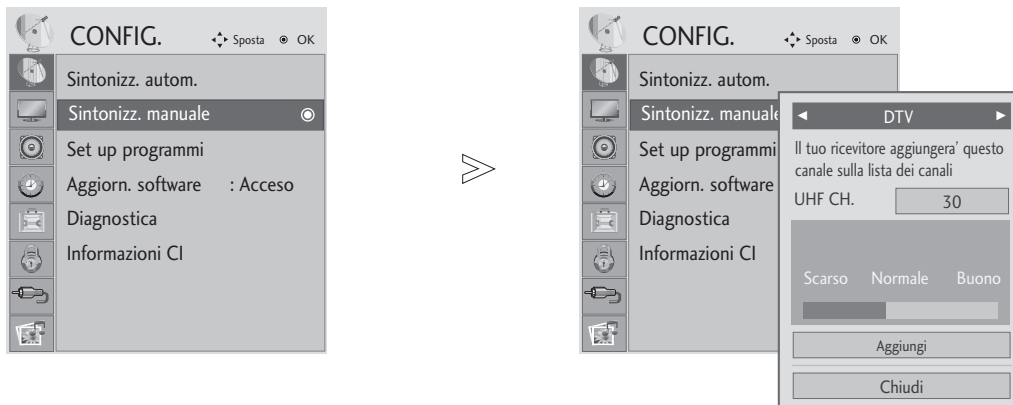 CONFIG. Sposta OK
Sintonizz. autom.
Sintonizz. manuale
Set up programmi
Aggiorn. software : Acceso
Diagnostica
Informazioni CI
CONFIG. Sposta OK
Sintonizz. autom.
Sintonizz. manuale
Set up programmi
Aggiorn. software
Diagnostica
Informazioni CI
◄ DTV ►
Il tuo ricevitore aggiungera' questo
canale sulla lista dei canali
UHF CH. 30
Scarso Normale Buono
Aggiungi
Chiudi